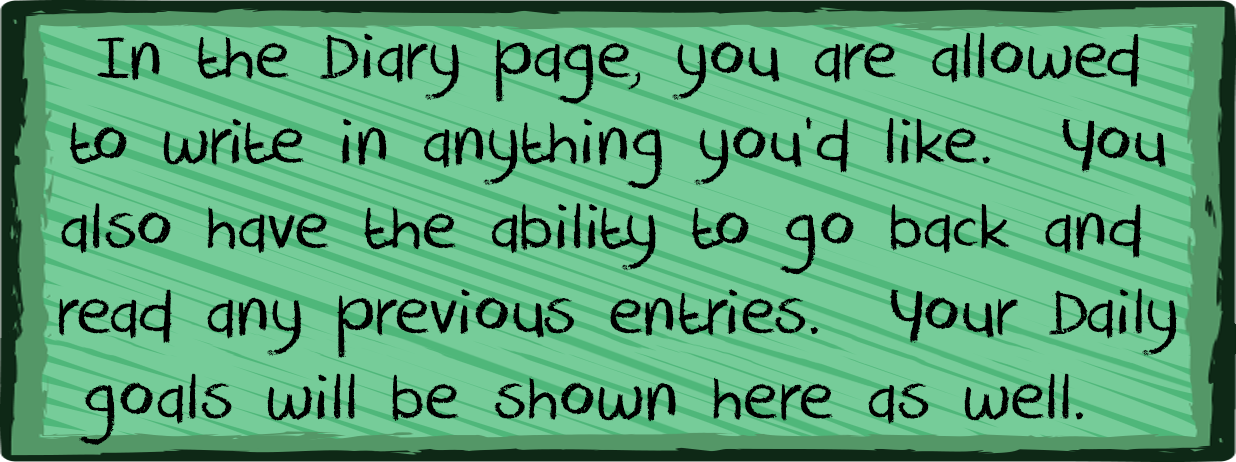 In the Diary page, you are allowed
to write in anything you'd like. You
also have the ability to go back and
read any previous entries. Your Daily
goals will be shown here as well.